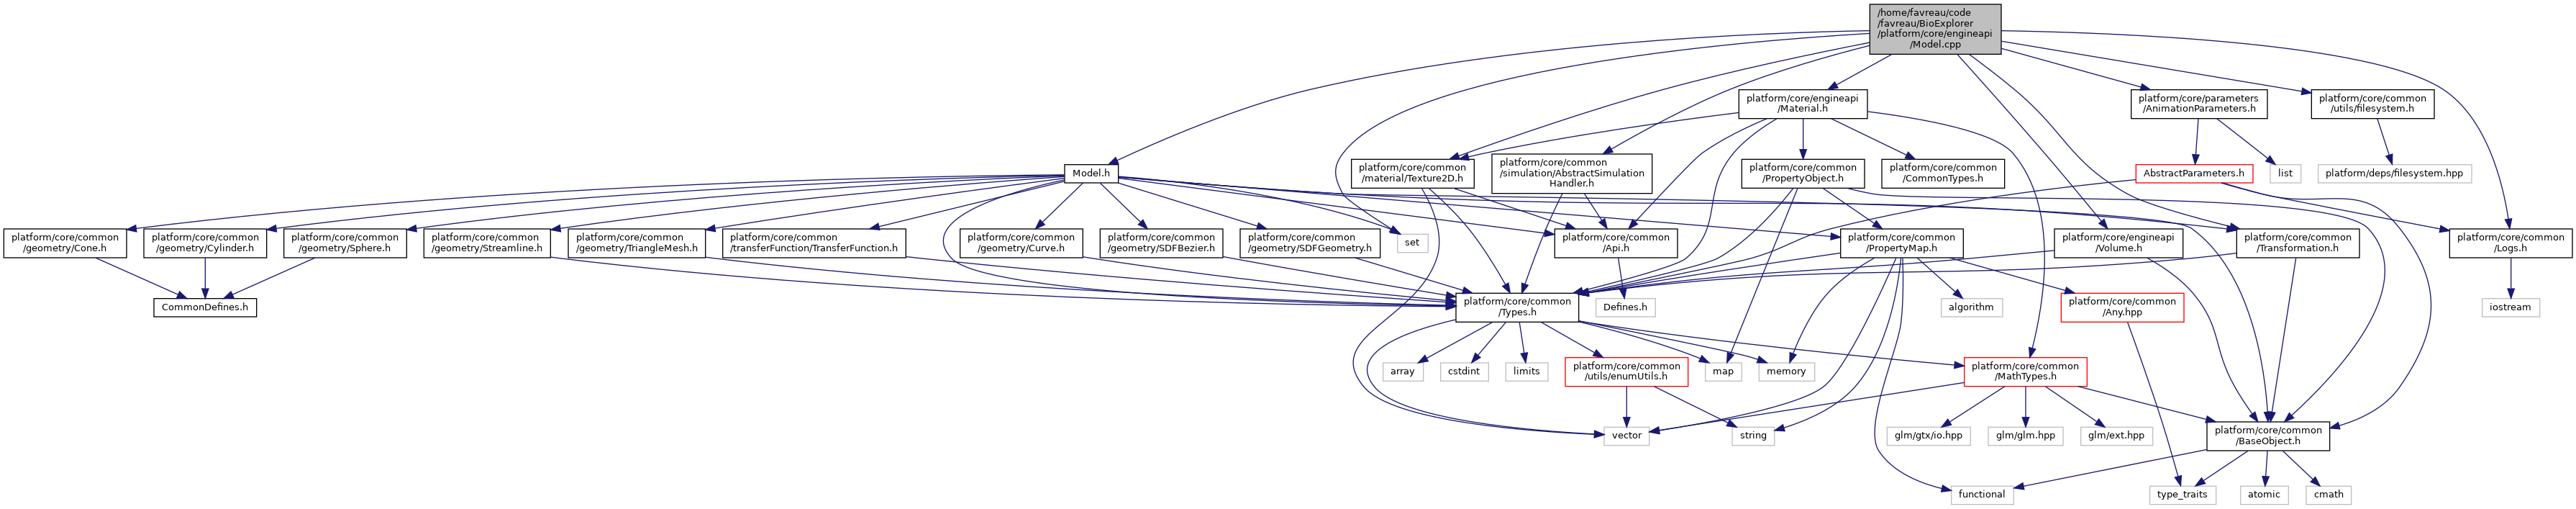 /home/favreau/code
/favreau/BioExplorer
/platform/core/engineapi
/Model.cpp
platform/core/engineapi
/Material.h
platform/core/parameters
/AnimationParameters.h
platform/core/common
/utils/filesystem.h
Model.h
platform/core/common
/material/Texture2D.h
platform/core/common
/simulation/AbstractSimulation
Handler.h
platform/core/common
/PropertyObject.h
platform/core/common
/CommonTypes.h
AbstractParameters.h
list
platform/deps/filesystem.hpp
platform/core/common
/geometry/Cone.h
platform/core/common
/geometry/Cylinder.h
platform/core/common
/geometry/Sphere.h
platform/core/common
/geometry/Streamline.h
platform/core/common
/geometry/TriangleMesh.h
platform/core/common
/transferFunction/TransferFunction.h
platform/core/common
/geometry/Curve.h
platform/core/common
/geometry/SDFBezier.h
platform/core/common
/geometry/SDFGeometry.h
set
platform/core/common
/Api.h
platform/core/common
/PropertyMap.h
platform/core/engineapi
/Volume.h
platform/core/common
/Transformation.h
platform/core/common
/Logs.h
CommonDefines.h
platform/core/common
/Types.h
Defines.h
algorithm
platform/core/common
/Any.hpp
iostream
array
cstdint
limits
platform/core/common
/utils/enumUtils.h
map
memory
platform/core/common
/MathTypes.h
vector
string
glm/gtx/io.hpp
glm/glm.hpp
glm/ext.hpp
platform/core/common
/BaseObject.h
functional
type_traits
atomic
cmath